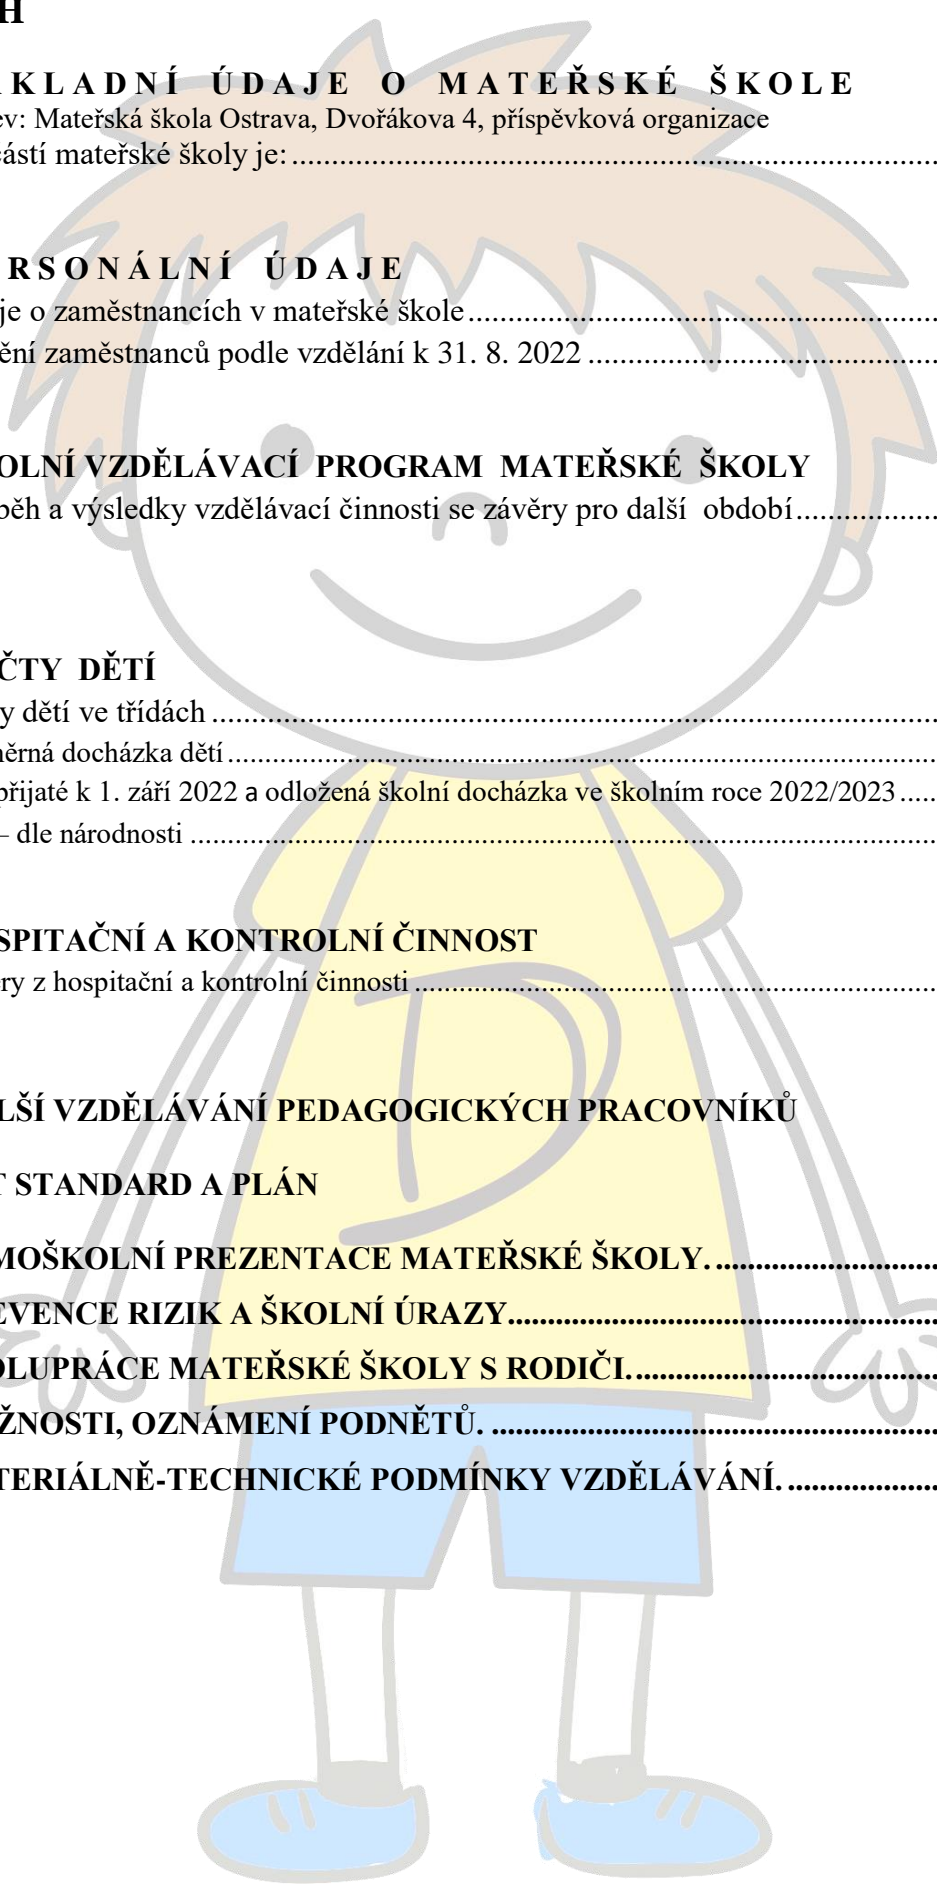 H
KLADNÍ ÚDAJE O MATEŘSKÉ ŠKOLE
ev: Mateřská škola Ostrava, Dvořákova 4, příspěvková organizace
částí mateřské školy je:
RSONÁLNÍ ÚDAJE
je o zaměstnancích v mateřské škole
ění zaměstnanců podle vzdělání k 31. 8. 2022
OLNÍ VZDĚLÁVACÍ PROGRAM MATEŘSKÉ ŠKOLY
běh a výsledky vzdělávací činnosti se závěry pro další období
ČTY DĚTÍ
y dětí ve třídách
měrná docházka dětí
přijaté k 1. září 2022 a odložená školní docházka ve školním roce 2022/2023
– dle národnosti
SPITAČNÍ A KONTROLNÍ ČINNOST
ěry z hospitační a kontrolní činnosti
LŠÍ VZDĚLÁVÁNÍ PEDAGOGICKÝCH PRACOVNÍKŮ
T STANDARD A PLÁN
MOŠKOLNÍ PREZENTACE MATEŘSKÉ ŠKOLY.
EVENCE RIZIK A ŠKOLNÍ ÚRAZY
OLUPRÁCE MATEŘSKÉ ŠKOLY S RODIČI.
ŽNOSTI, OZNÁMENÍ PODNĚTŮ.
TERIÁLNĚ-TECHNICKÉ PODMÍNKY VZDĚLÁVÁNÍ.
D